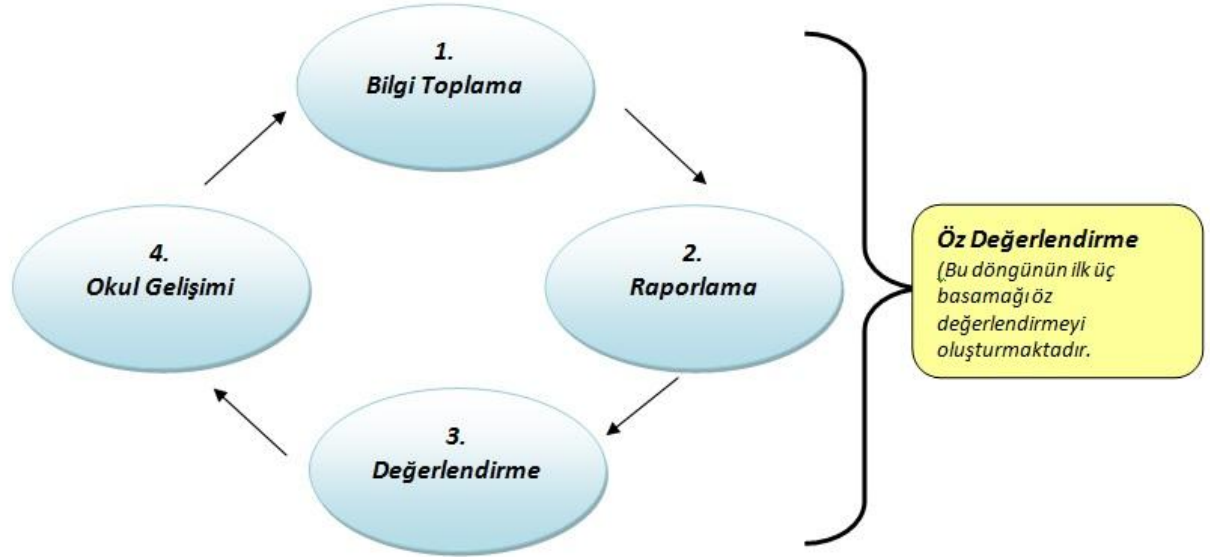 1.
Bilgi Toplama
2.
Raporlama
3.
Değerlendirme
4.
Okul Gelişimi
Öz Değerlendirme
(Bu döngünün ilk üç
basamağı öz
değerlendirmeyi
oluşturmaktadır.